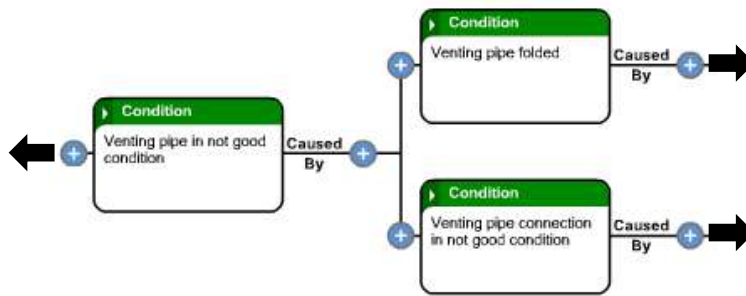 Condition
Venting pipe folded
Caused
By
Condition
Venting pipe in not good
condition
Caused
By
Condition
Venting pipe connection
in not good condition
Caused
By